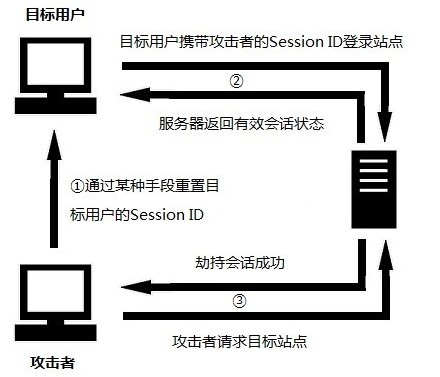 目标用户
目标用户携带攻击者的Session ID登录站点
②
服务器返回有效会话状态
①通过某种手段重置目
标用户的Session ID
劫持会话成功
③
攻击者请求目标站点
攻击者